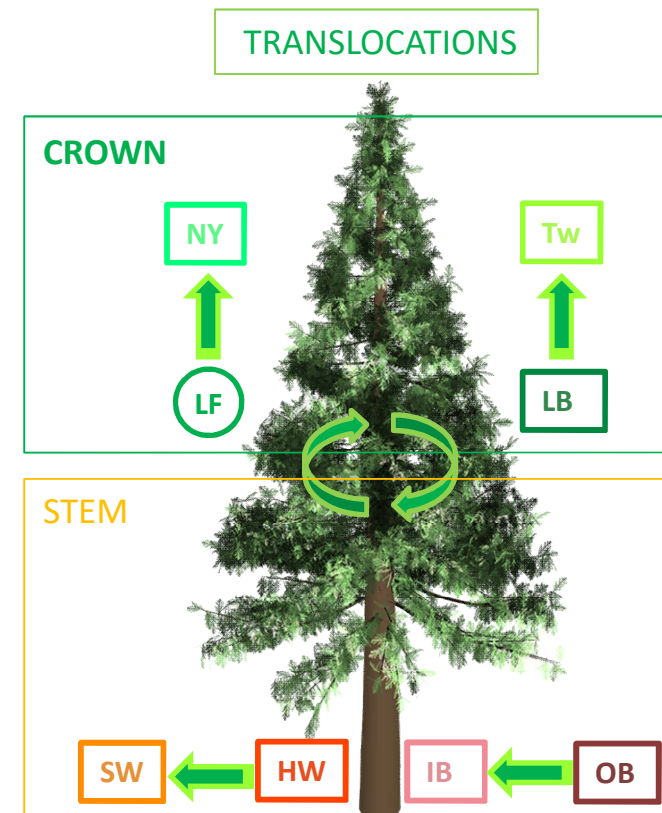 TRANSLOCATIONS
CROWN
NY
Tw
LF
LB
STEM
SW
HW
IB
OB